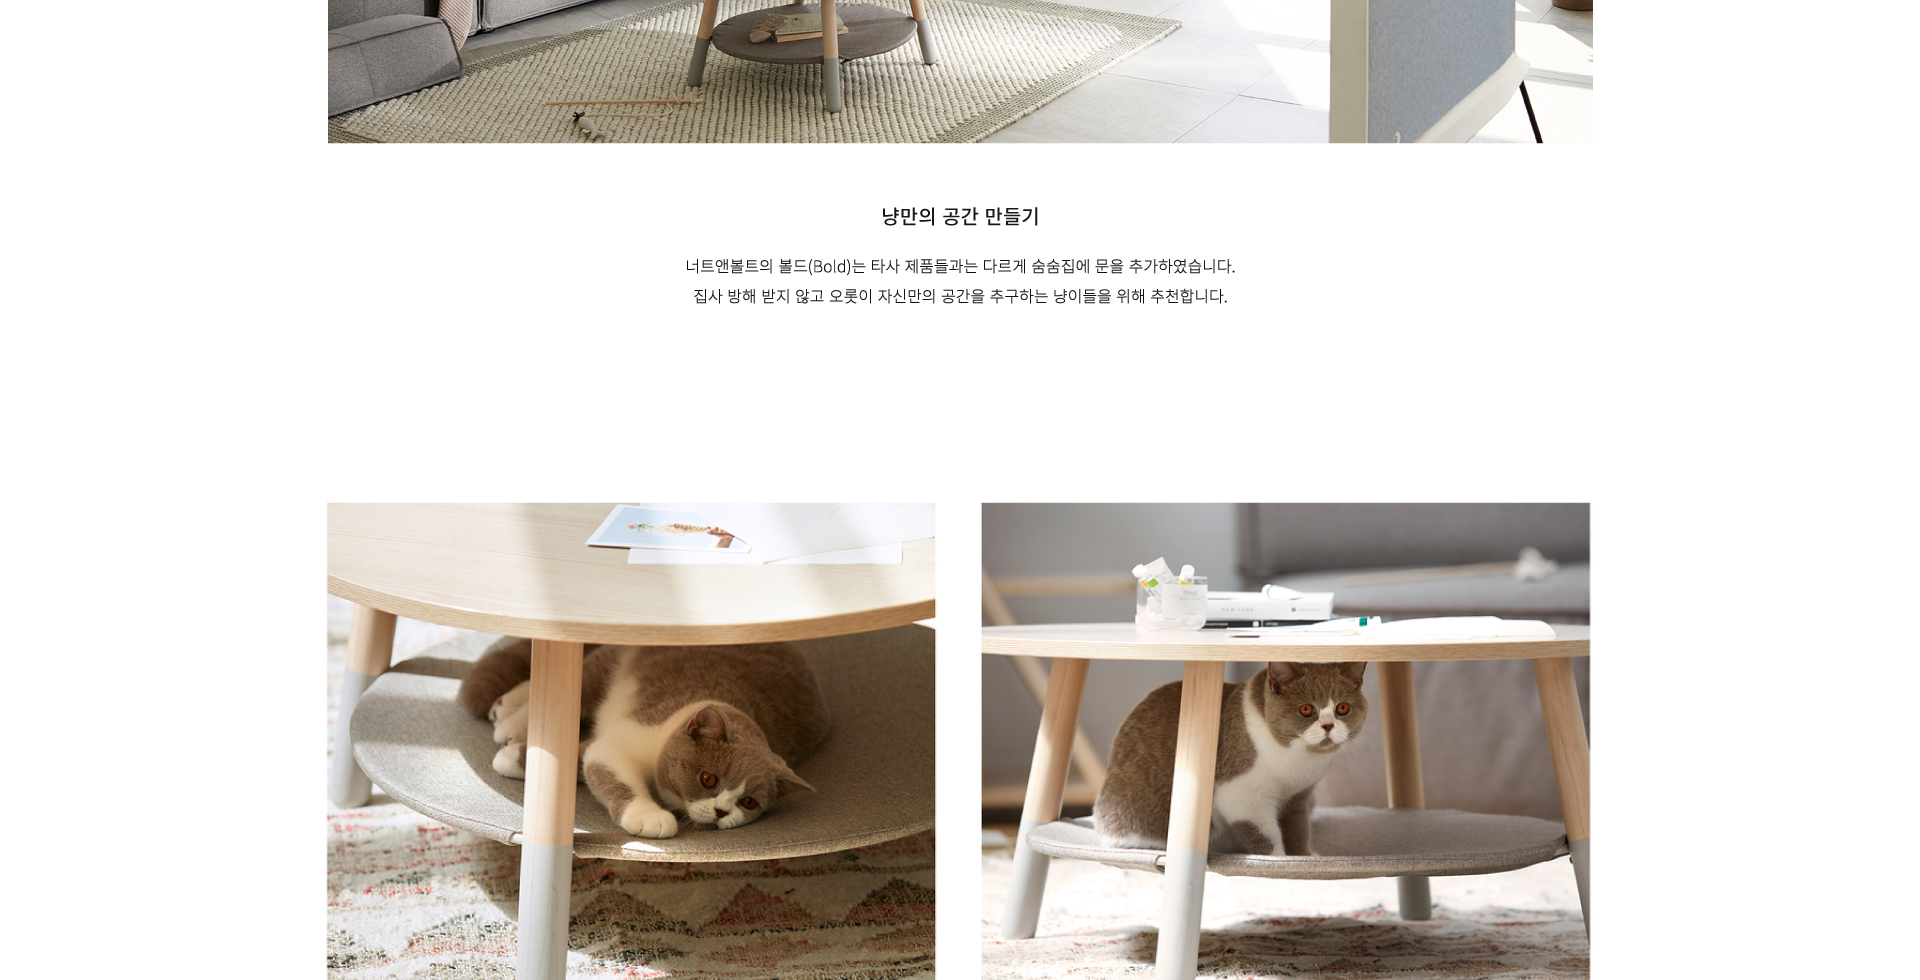 냥만의 공간 만들기
너트앤볼트의 볼드(Bold)는 타사 제품들과는 다르게 숨숨집에 문을 추가하였습니다.
집사 방해 받지 않고 오롯이 자신만의 공간을 추구하는 냥이들을 위해 추천합니다.
NEW YORK